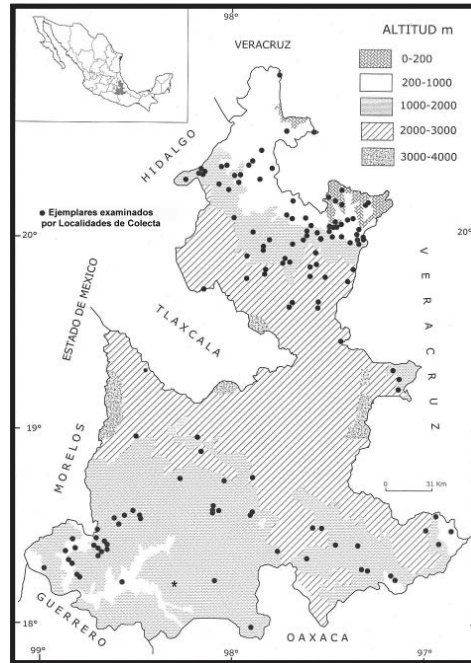 98°
VERACRUZ
ALTITUD m
0-200
200-1000
1000-2000
2000-3000
3000-4000
HIDALGO
Ejemplares examinados
por Localidades de Colecta
20°
20°
VERACRUZ
ESTADO DE MEXICO
TLAXCALA
19°
MORELOS
0 31 Km
GUERRERO
18°
OAXACA
99°
98°
97°